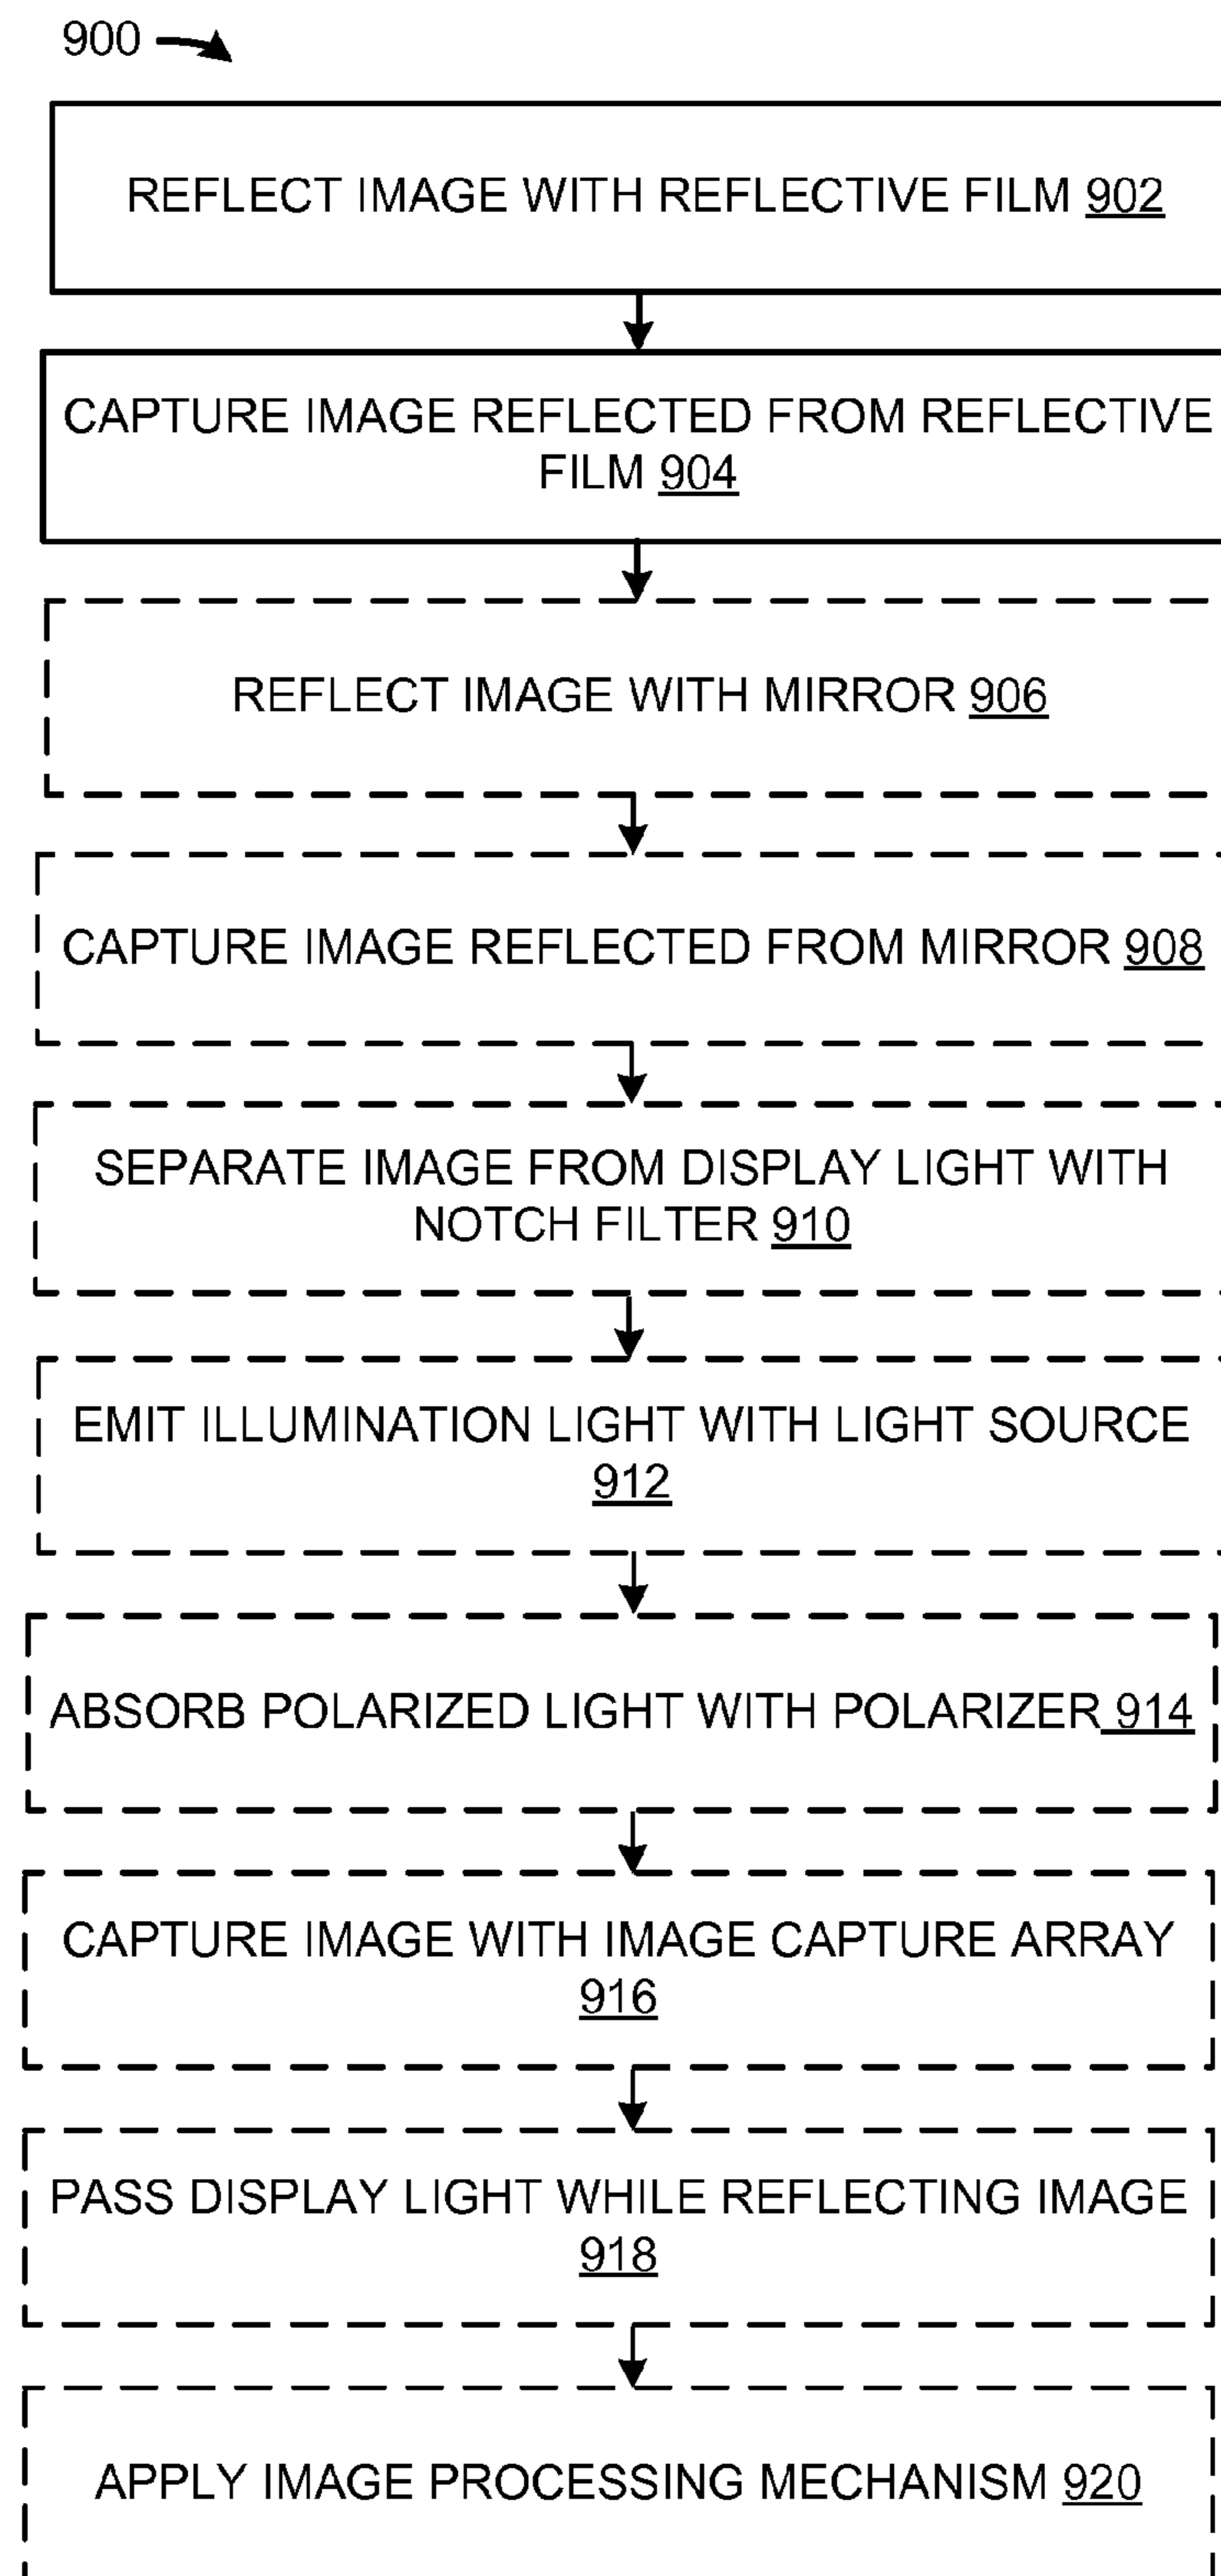 900
REFLECT IMAGE WITH REFLECTIVE FILM 902
CAPTURE IMAGE REFLECTED FROM REFLECTIVE
FILM 904
REFLECT IMAGE WITH MIRROR 906
CAPTURE IMAGE REFLECTED FROM MIRROR 908
SEPARATE IMAGE FROM DISPLAY LIGHT WITH
NOTCH FILTER 910
EMIT ILLUMINATION LIGHT WITH LIGHT SOURCE
912
ABSORB POLARIZED LIGHT WITH POLARIZER 914
CAPTURE IMAGE WITH IMAGE CAPTURE ARRAY
916
PASS DISPLAY LIGHT WHILE REFLECTING IMAGE
918
APPLY IMAGE PROCESSING MECHANISM 920